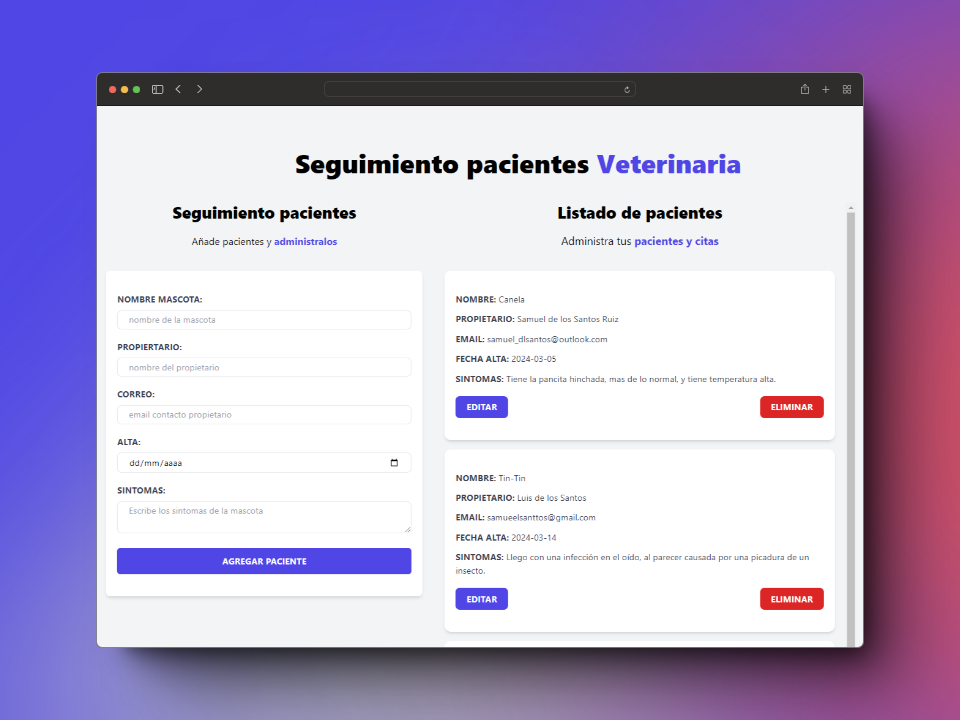 Seguimiento pacientes Veterinaria
Seguimiento pacientes
Añade pacientes y administralos
NOMBRE MASCOTA:
nombre de la mascota
PROPIERTARIO:
nombre del propietario
CORREO:
email contacto propietario
ALTA:
dd/mm/aaaa
SINTOMAS:
Escribe los sintomas de la mascota
AGREGAR PACIENTE
Listado de pacientes
Administra tus pacientes y citas
NOMBRE: Canela
PROPIETARIO: Samuel de los Santos Ruiz
EMAIL: samuel_dlsantos@outlook.com
FECHA ALTA: 2024-03-05
SINTOMAS: Tiene la pancita hinchada, mas de lo normal, y tiene temperatura alta.
EDITAR
ELIMINAR
NOMBRE: Tin-Tin
PROPIETARIO: Luis de los Santos
EMAIL: samueelsanttos@gmail.com
FECHA ALTA: 2024-03-14
SINTOMAS: Llego con una infección en el oído, al parecer causada por una picadura de un
insecto.
EDITAR
ELIMINAR